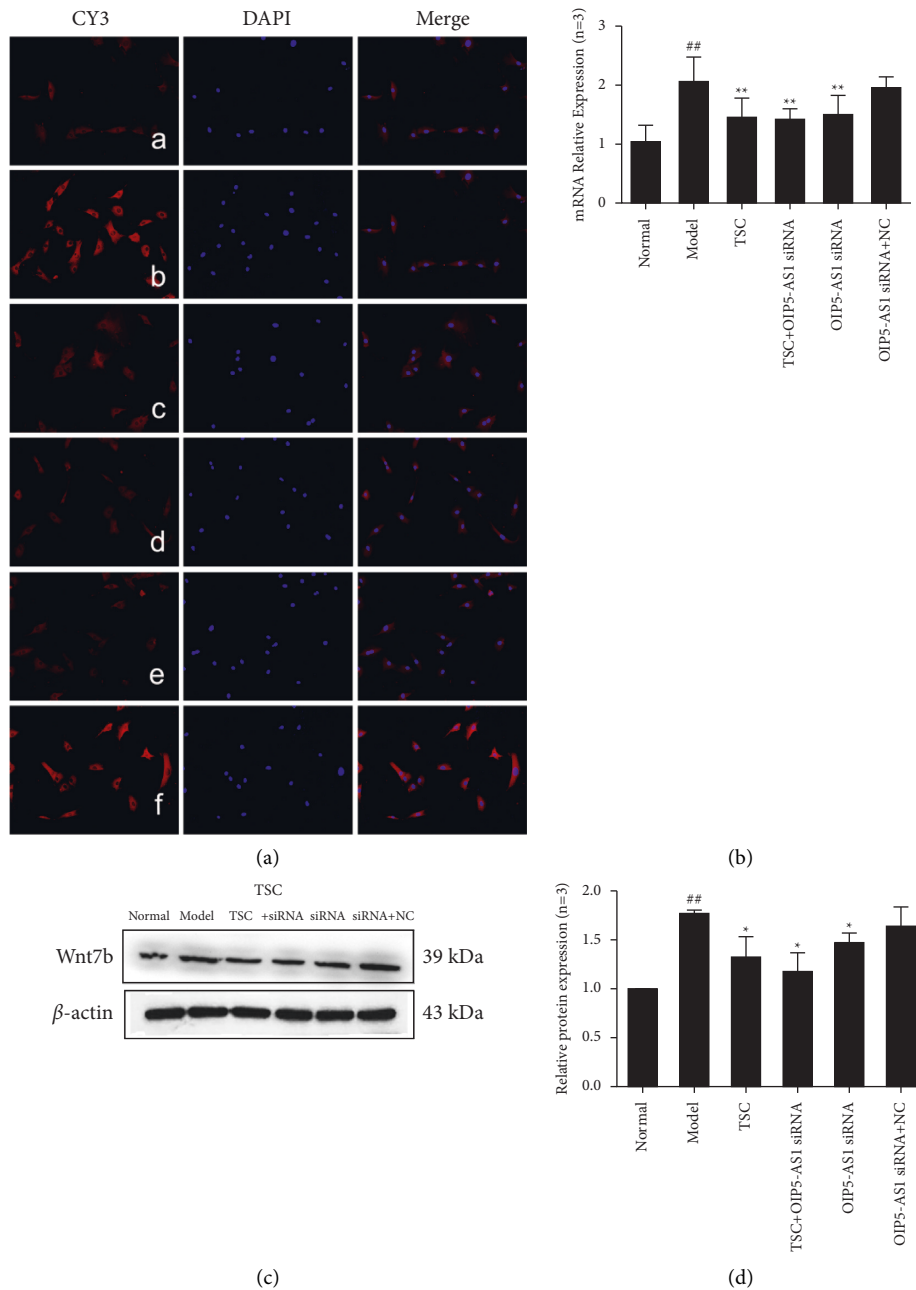 CY3 DAPI Merge
a
b
c
d
e
f
(a)
mRNA Relative Expression (n=3)
3
2
1
0
##
**
**
**
Normal
Model
TSC
TSC+OIP5-AS1 siRNA
OIP5-AS1 siRNA
OIP5-AS1 siRNA+NC
(b)
TSC
Normal Model TSC +siRNA siRNA siRNA+NC
Wnt7b 39 kDa
β-actin 43 kDa
(c)
Relative protein expression (n=3)
2.0
1.5
1.0
0.5
0.0
##
*
*
*
Normal
Model
TSC
TSC+OIP5-AS1 siRNA
OIP5-AS1 siRNA
OIP5-AS1 siRNA+NC
(d)